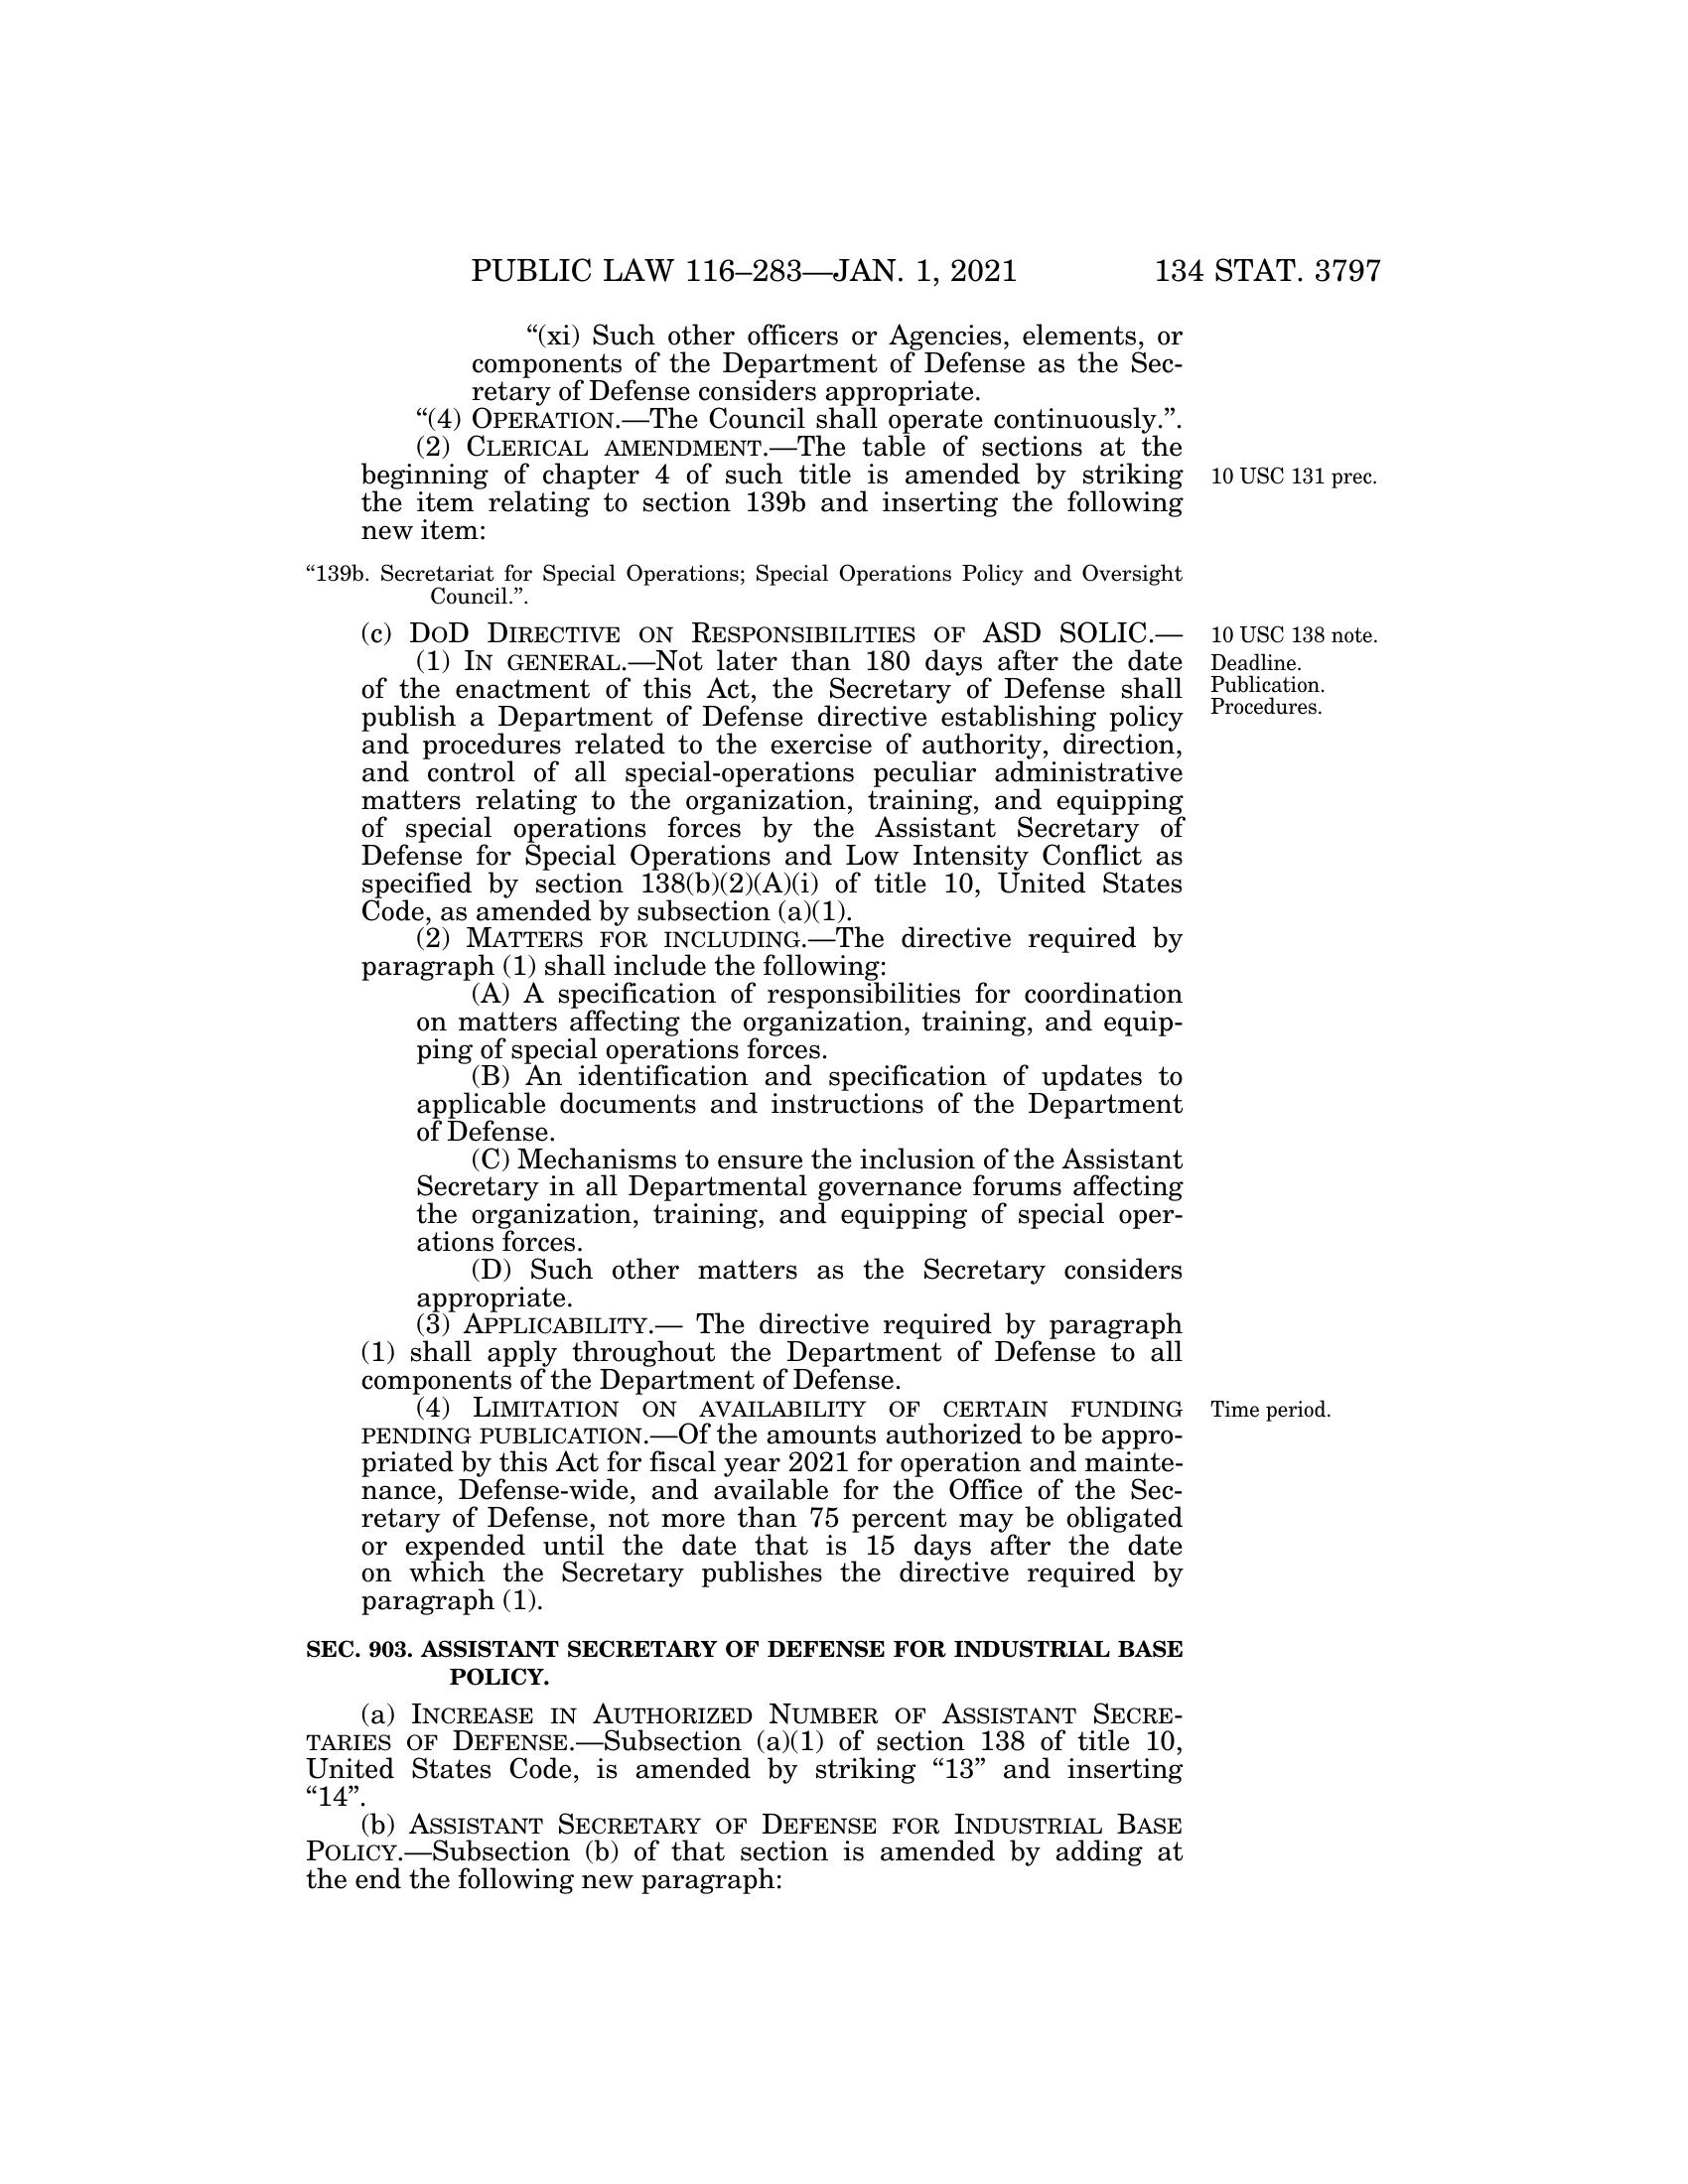 PUBLIC LAW 116–283—JAN. 1, 2021
134 STAT. 3797
“(xi) Such other officers or Agencies, elements, or
components of the Department of Defense as the Sec-
retary of Defense considers appropriate.
“(4) OPERATION.—The Council shall operate continuously.”.
(2) CLERICAL AMENDMENT.—The table of sections at the
beginning of chapter 4 of such title is amended by striking
the item relating to section 139b and inserting the following
new item:
10 USC 131 prec.
“139b. Secretariat for Special Operations; Special Operations Policy and Oversight
Council.”.
(c) DOD DIRECTIVE ON RESPONSIBILITIES OF ASD SOLIC.—
(1) IN GENERAL.—Not later than 180 days after the date
of the enactment of this Act, the Secretary of Defense shall
publish a Department of Defense directive establishing policy
and procedures related to the exercise of authority, direction,
and control of all special-operations peculiar administrative
matters relating to the organization, training, and equipping
of special operations forces by the Assistant Secretary of
Defense for Special Operations and Low Intensity Conflict as
specified by section 138(b)(2)(A)(i) of title 10, United States
Code, as amended by subsection (a)(1).
10 USC 138 note.
Deadline.
Publication.
Procedures.
(2) MATTERS FOR INCLUDING.—The directive required by
paragraph (1) shall include the following:
(A) A specification of responsibilities for coordination
on matters affecting the organization, training, and equip-
ping of special operations forces.
(B) An identification and specification of updates to
applicable documents and instructions of the Department
of Defense.
(C) Mechanisms to ensure the inclusion of the Assistant
Secretary in all Departmental governance forums affecting
the organization, training, and equipping of special oper-
ations forces.
(D) Such other matters as the Secretary considers
appropriate.
(3) APPLICABILITY.— The directive required by paragraph
(1) shall apply throughout the Department of Defense to all
components of the Department of Defense.
(4) LIMITATION ON AVAILABILITY OF CERTAIN FUNDING
PENDING PUBLICATION.—Of the amounts authorized to be appro-
priated by this Act for fiscal year 2021 for operation and mainte-
nance, Defense-wide, and available for the Office of the Sec-
retary of Defense, not more than 75 percent may be obligated
or expended until the date that is 15 days after the date
on which the Secretary publishes the directive required by
paragraph (1).
Time period.
SEC. 903. ASSISTANT SECRETARY OF DEFENSE FOR INDUSTRIAL BASE
POLICY.
(a) INCREASE IN AUTHORIZED NUMBER OF ASSISTANT SECRE-
TARIES OF DEFENSE.—Subsection (a)(1) of section 138 of title 10,
United States Code, is amended by striking “13” and inserting
“14”.
(b) ASSISTANT SECRETARY OF DEFENSE FOR INDUSTRIAL BASE
POLICY.—Subsection (b) of that section is amended by adding at
the end the following new paragraph: